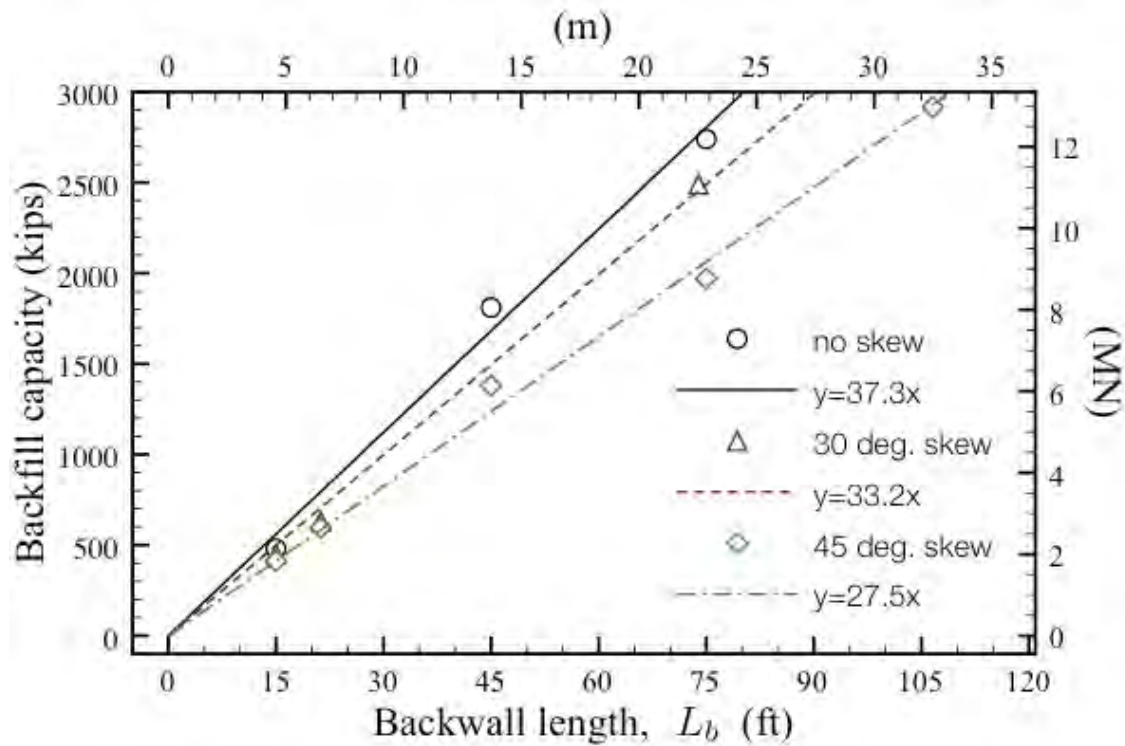 (m)
0 5 10 15 20 25 30 35
3000
2500
2000
1500
1000
500
0
Backfill capacity (kips)
12
10
8
6
4
2
0
(MN)
no skew
y=37.3x
30 deg. skew
y=33.2x
45 deg. skew
y=27.5x
0 15 30 45 60 75 90 105 120
Backwall length, L_b (ft)